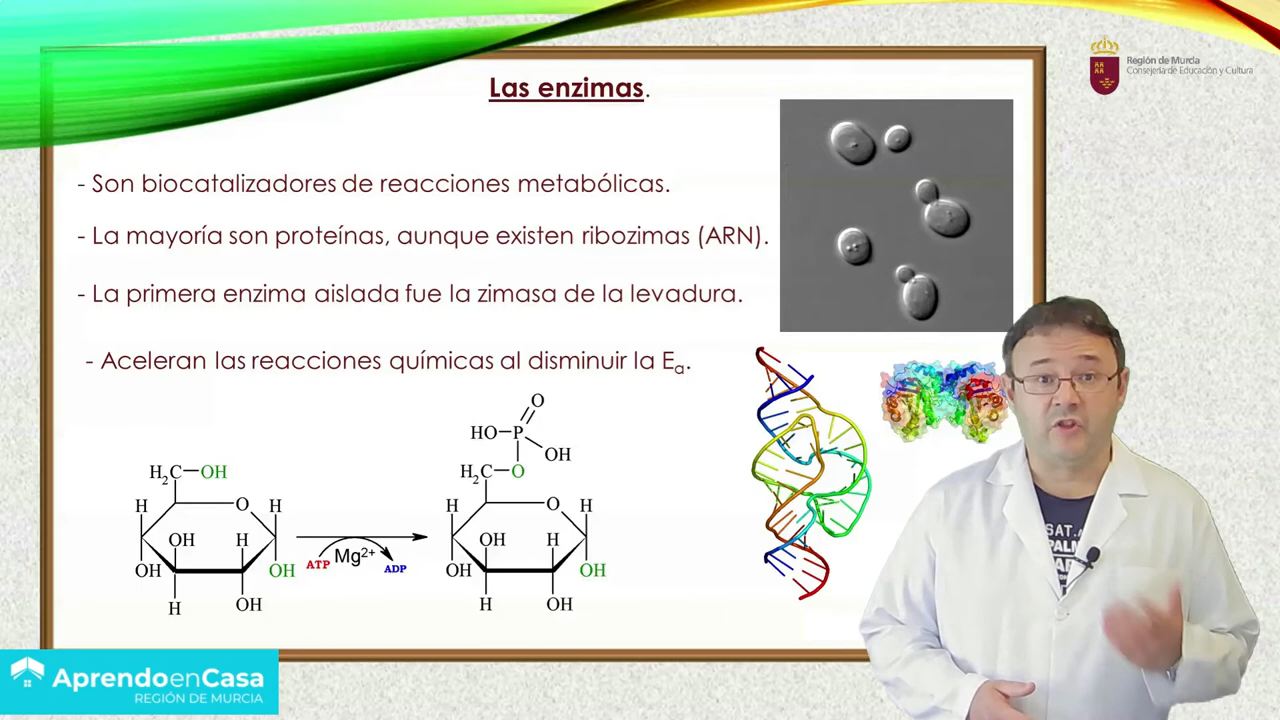 Región de Murcia
Consejería de Educación y Cultura
Las enzimas.
- Son biocatalizadores de reacciones metabólicas.
- La mayoría son proteínas, aunque existen ribozimas (ARN).
- La primera enzima aislada fue la zimasa de la levadura.
- Aceleran las reacciones químicas al disminuir la Ea.
O
HO P
OH
H2C OH
H2C O
H O H
H O H
OH H
OH H
OH OH
ATP Mg2+ ADP
OH OH
H OH
H OH
SAT.
PALM
AprendoenCasa
REGIÓN DE MURCIA